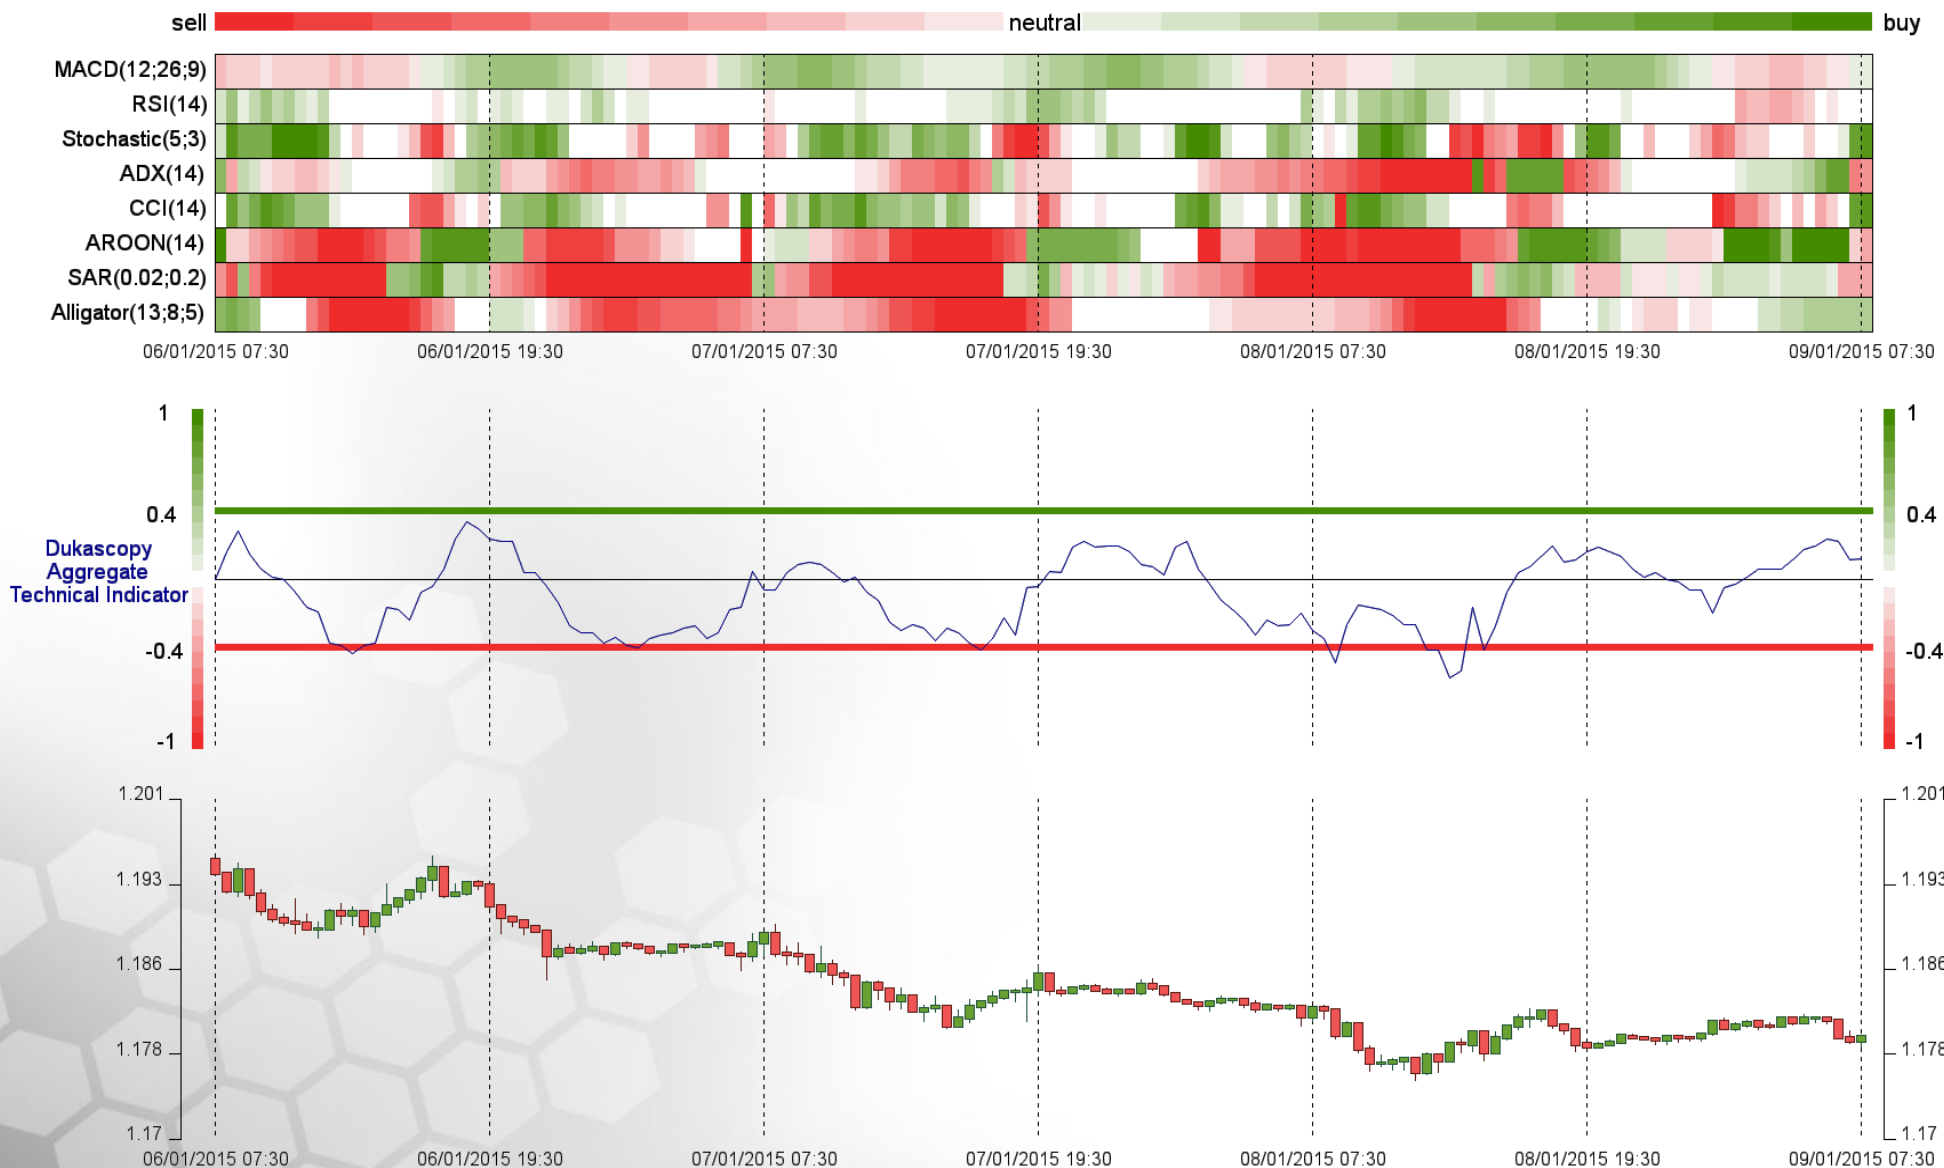 sell neutral buy
MACD(12;26;9)
RSI(14)
Stochastic(5;3)
ADX(14)
CCI(14)
AROON(14)
SAR(0.02;0.2)
Alligator(13;8;5)
06/01/2015 07:30 06/01/2015 19:30 07/01/2015 07:30 07/01/2015 19:30 08/01/2015 07:30 08/01/2015 19:30 09/01/2015 07:30
1 1
0.4 0.4
Dukascopy
Aggregate
Technical Indicator
-0.4 -0.4
-1 -1
1.201 1.201
1.193 1.193
1.186 1.186
1.178 1.178
1.17 1.17
06/01/2015 07:30 06/01/2015 19:30 07/01/2015 07:30 07/01/2015 19:30 08/01/2015 07:30 08/01/2015 19:30 09/01/2015 07:30